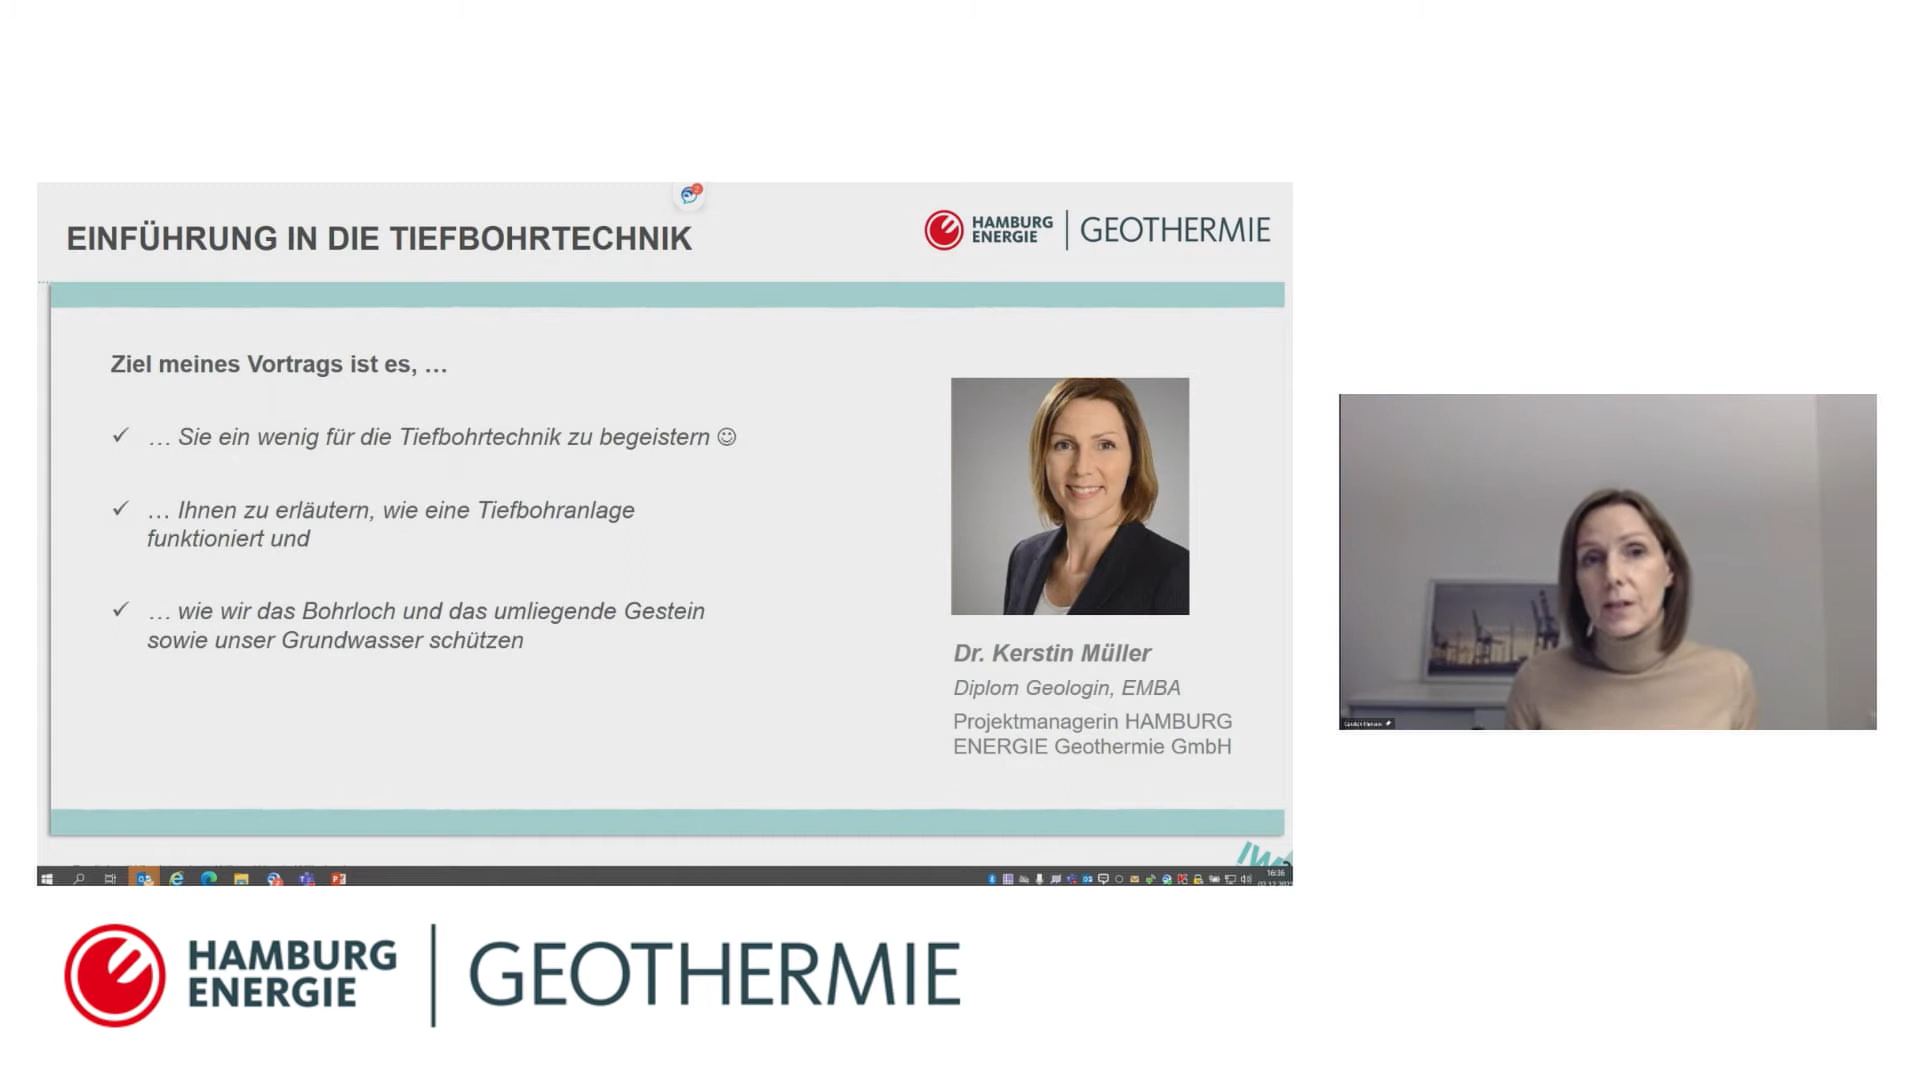 EINFÜHRUNG IN DIE TIEFBOHRTECHNIK
HAMBURG
ENERGIE
GEOTHERMIE
Ziel meines Vortrags ist es, …
✓ … Sie ein wenig für die Tiefbohrtechnik zu begeistern ☺
✓ … Ihnen zu erläutern, wie eine Tiefbohranlage
funktioniert und
✓ … wie wir das Bohrloch und das umliegende Gestein
sowie unser Grundwasser schützen
Dr. Kerstin Müller
Diplom Geologin, EMBA
Projektmanagerin HAMBURG
ENERGIE Geothermie GmbH
16:36
HAMBURG
ENERGIE
GEOTHERMIE